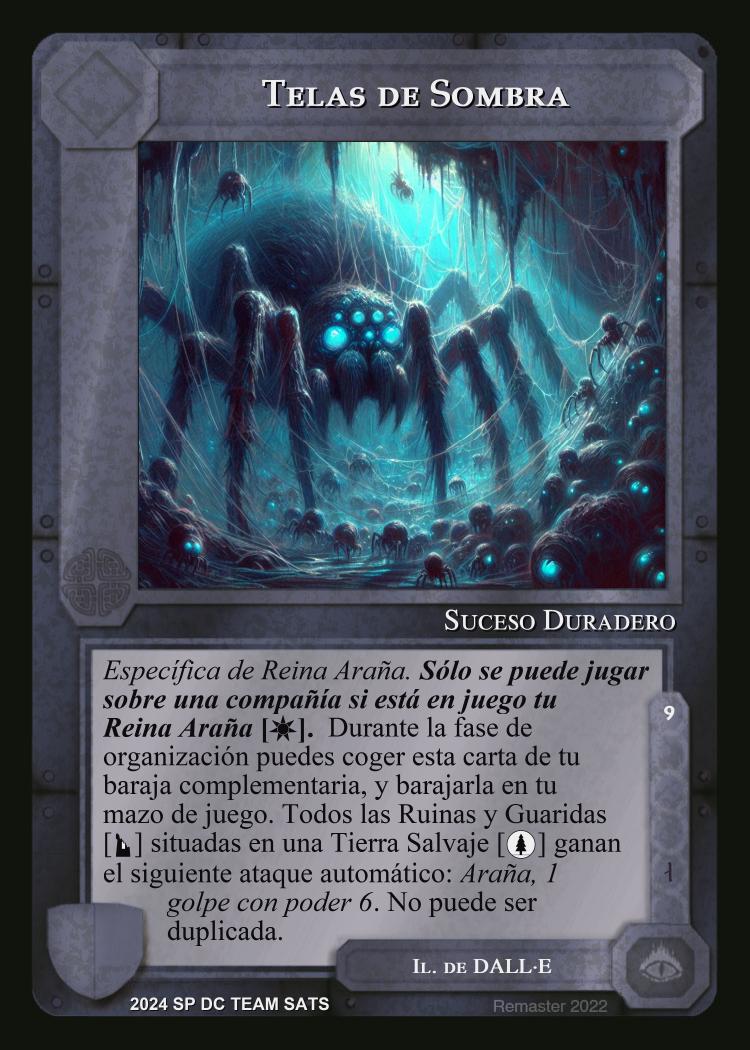 Telas de Sombra
Suceso Duradero
Específica de Reina Araña. Sólo se puede jugar
sobre una compañía si está en juego tu
Reina Araña [☀]. Durante la fase de
organización puedes coger esta carta de tu
baraja complementaria, y barajarla en tu
mazo de juego. Todos las Ruinas y Guaridas
[] situadas en una Tierra Salvaje [] ganan
el siguiente ataque automático: Araña, 1
golpe con poder 6. No puede ser
duplicada.
9
Il. de DALL·E
2024 SP DC TEAM SATS
Remaster 2022